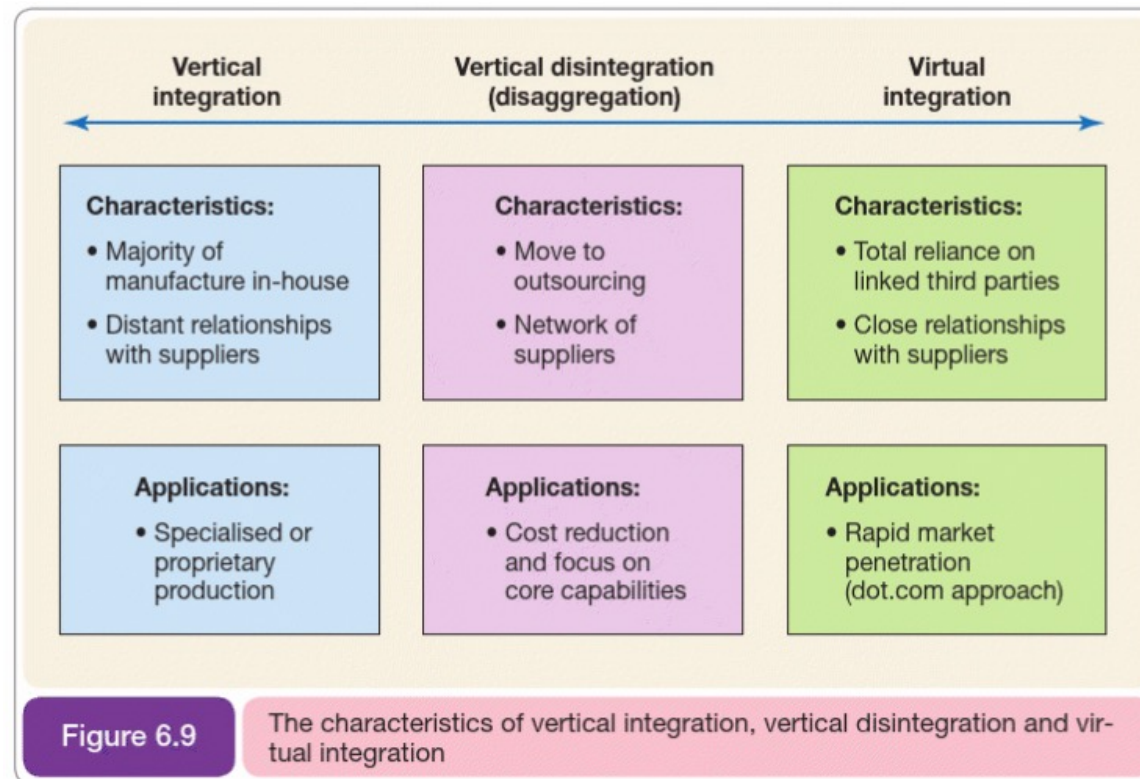 Vertical
integration
Vertical disintegration
(disaggregation)
Virtual
integration
Characteristics:
• Majority of
manufacture in-house
• Distant relationships
with suppliers
Characteristics:
• Move to
outsourcing
• Network of
suppliers
Characteristics:
• Total reliance on
linked third parties
• Close relationships
with suppliers
Applications:
• Specialised or
proprietary
production
Applications:
• Cost reduction
and focus on
core capabilities
Applications:
• Rapid market
penetration
(dot.com approach)
Figure 6.9
The characteristics of vertical integration, vertical disintegration and vir-
tual integration